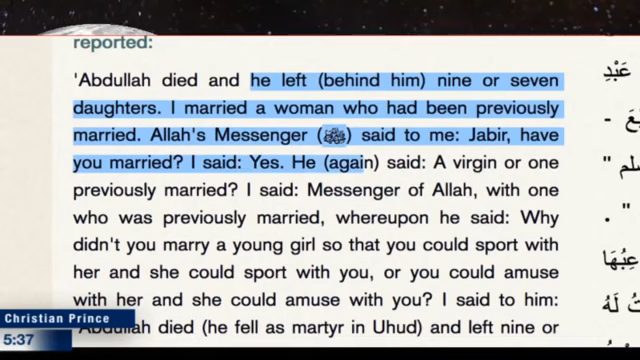 reported:
'Abdullah died and he left (behind him) nine or seven
daughters. I married a woman who had been previously
married. Allah's Messenger (ﷺ) said to me: Jabir, have
you married? I said: Yes. He (again) said: A virgin or one
previously married? I said: Messenger of Allah, with one
who was previously married, whereupon he said: Why
didn't you marry a young girl so that you could sport with
her and she could sport with you, or you could amuse
with her and she could amuse with you? I said to him:
'Abdullah died (he fell as martyr in Uhud) and left nine or
عَبْدِ
صلم "
Christian Prince
5:37